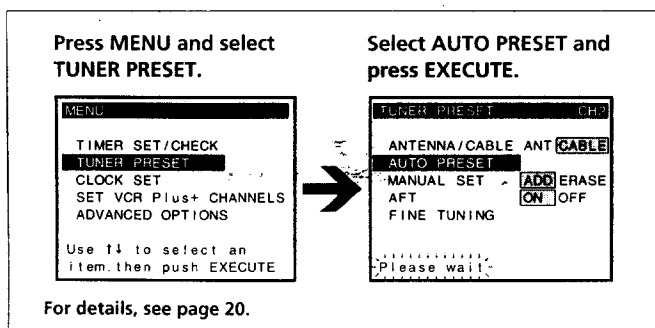 Press MENU and select
TUNER PRESET.
MENU
TIMER SET/CHECK
TUNER PRESET
CLOCK SET
SET VCR Plus+ CHANNELS
ADVANCED OPTIONS
Use ↑↓ to select an
item.then push EXECUTE
Select AUTO PRESET and
press EXECUTE.
TUNER PRESET CH2
ANTENNA/CABLE ANT CABLE
AUTO PRESET
MANUAL SET ADD ERASE
AFT ON OFF
FINE TUNING
Please wait
For details, see page 20.